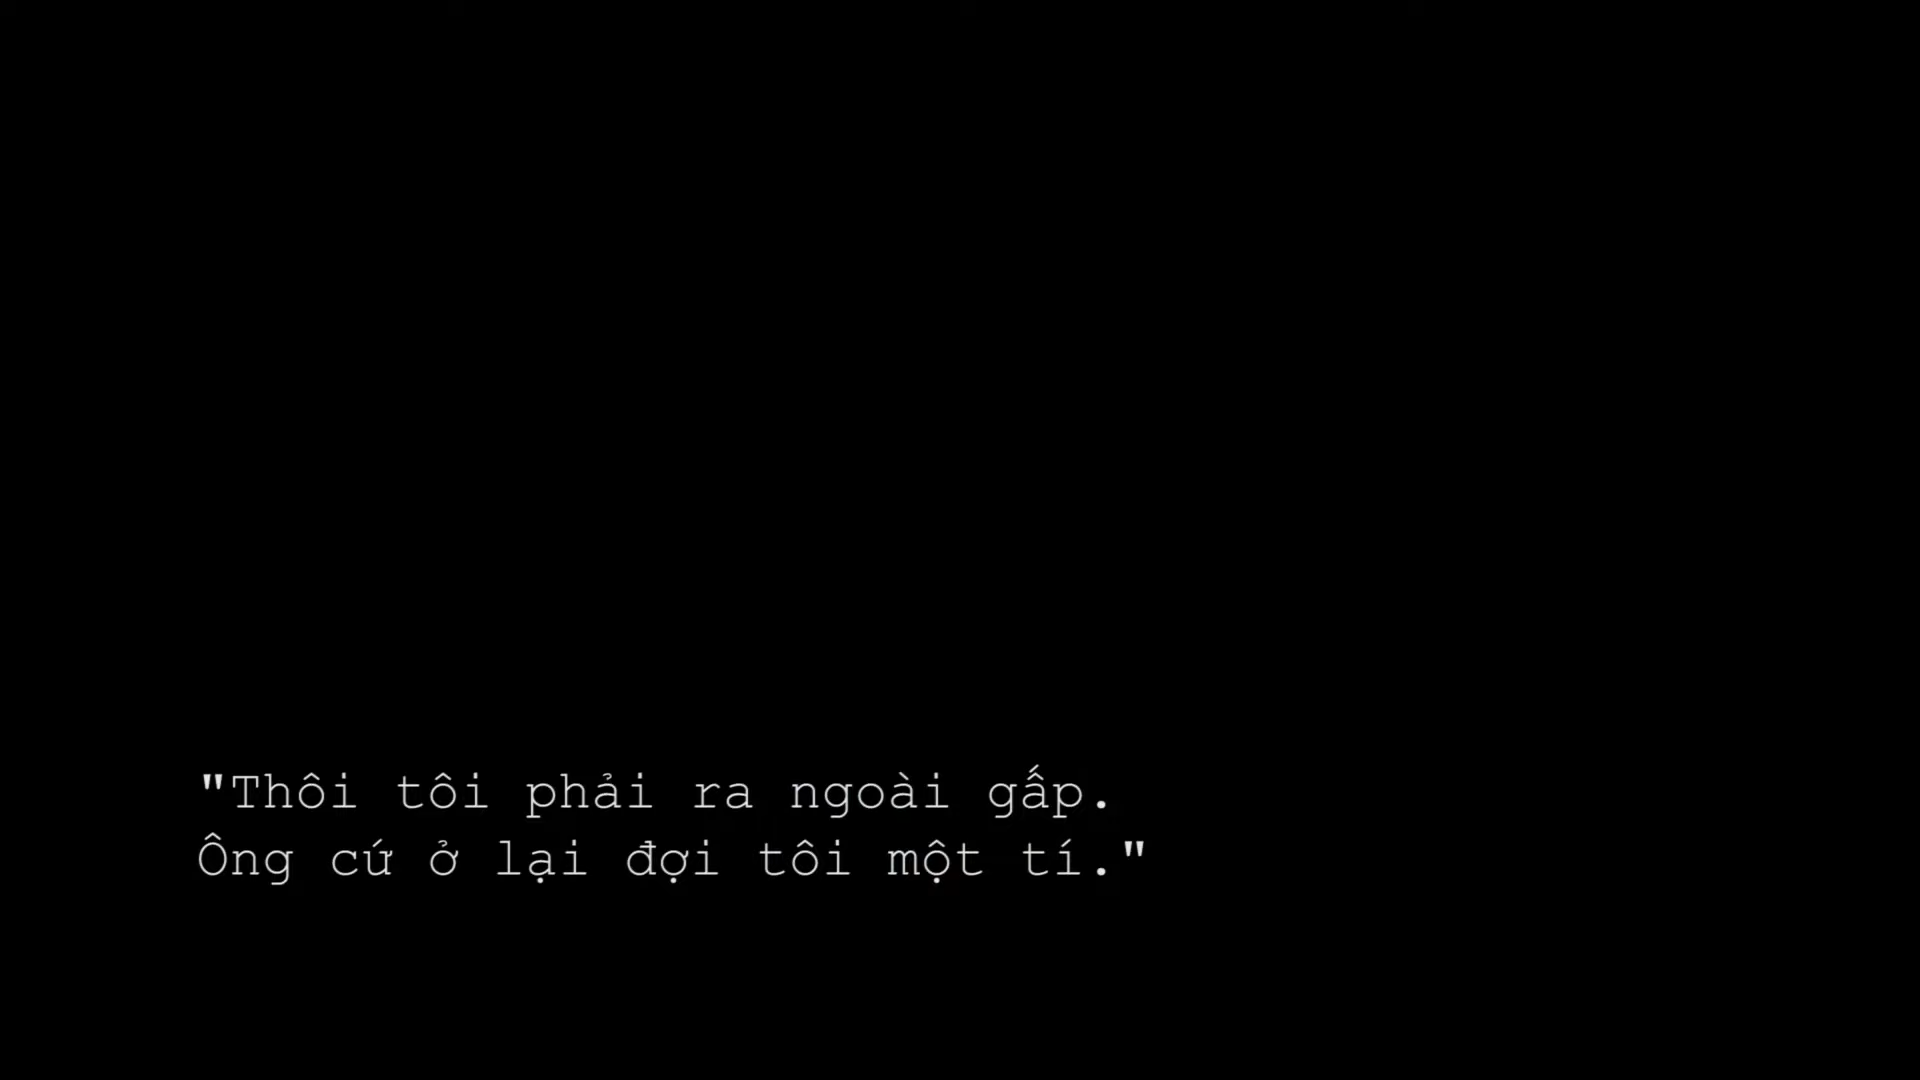 "Thôi tôi phải ra ngoài gấp.
Ông cứ ở lại đợi tôi một tí."